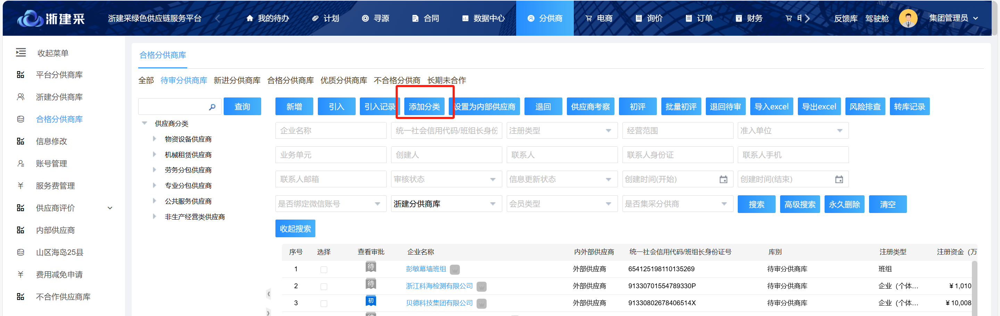 浙建采 浙建采绿色供应链服务平台 我的待办 计划 寻源 合同 数据中心 分供商 电商 询价 订单 财务 反馈库 驾驶舱 集团管理员
收起菜单
平台分供商库
浙建分供商库
合格分供商库
信息修改
账号管理
服务费管理
供应商评价
内部供应商
山区海岛25县
费用减免申请
不合作供应商库
合格分供商库
全部 待审分供商库 新进分供商库 合格分供商库 优质分供商库 不合格分供商 长期未合作
查询
供应商分类
物资设备供应商
机械租赁供应商
劳务分包供应商
专业分包供应商
公共服务供应商
非生产经营类供应商
新增 引入 引入记录 添加分类 设置为内部供应商 退回 供应商考察 初评 批量初评 退回待审 导入excel 导出excel 风险排查 转库记录
企业名称 统一社会信用代码/班组长身份 注册类型 经营范围 准入单位
业务单元 创建人 联系人 联系人身份证 联系人手机
联系人邮箱 审核状态 信息更新状态 创建时间(开始) 创建时间(结束)
是否绑定微信账号 浙建分供商库 会员类型 是否集采分供商 搜索 高级搜索 永久删除 清空
收起搜索
序号 选择 查看审批 企业名称 内外部供应商 统一社会信用代码/班组长身份证号 库别 注册类型 注册资金（万
1 待 彭敏幕墙班组 外部供应商 654125198110135269 待审分供商库 班组
2 待 浙江科海检测有限公司 外部供应商 91330701554789330P 待审分供商库 企业（个体... ¥ 1,010
3 初 贝德科技集团有限公司 外部供应商 91330802678406514X 待审分供商库 企业（个体... ¥ 10,008